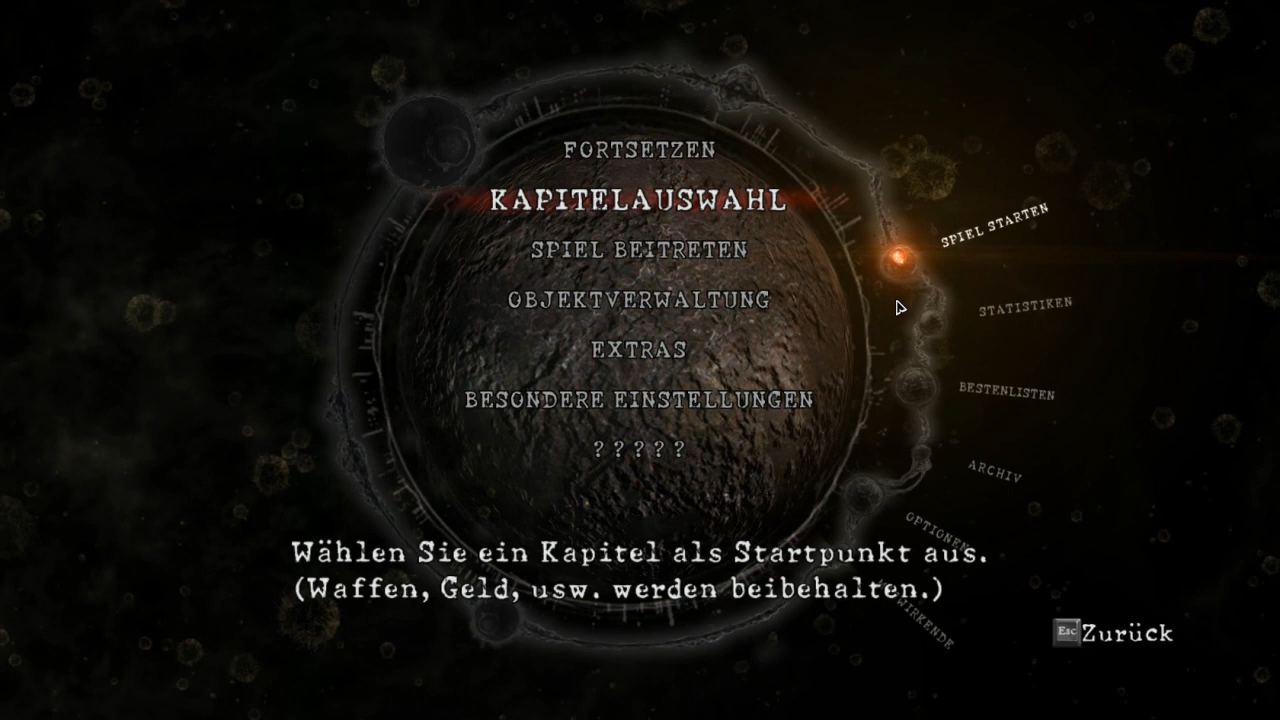 FORTSETZEN
KAPITELAUSWAHL
SPIEL BEITRETEN
OBJEKTVERWALTUNG
EXTRAS
BESONDERE EINSTELLUNGEN
?????
SPIEL STARTEN
STATISTIKEN
BESTENLISTEN
ARCHIV
OPTIONEN
Wählen Sie ein Kapitel als Startpunkt aus.
(Waffen, Geld, usw. werden beibehalten.)
Esc Zurück